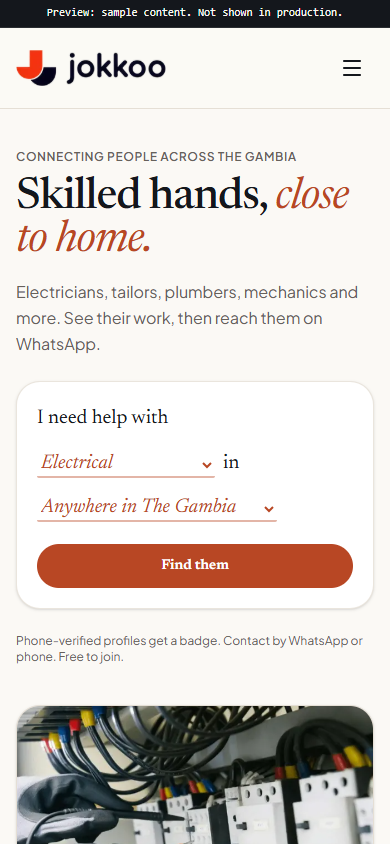 Preview: sample content. Not shown in production.
jokkoo
CONNECTING PEOPLE ACROSS THE GAMBIA
Skilled hands, close
to home.
Electricians, tailors, plumbers, mechanics and
more. See their work, then reach them on
WhatsApp.
I need help with
Electrical in
Anywhere in The Gambia
Find them
Phone-verified profiles get a badge. Contact by WhatsApp or
phone. Free to join.